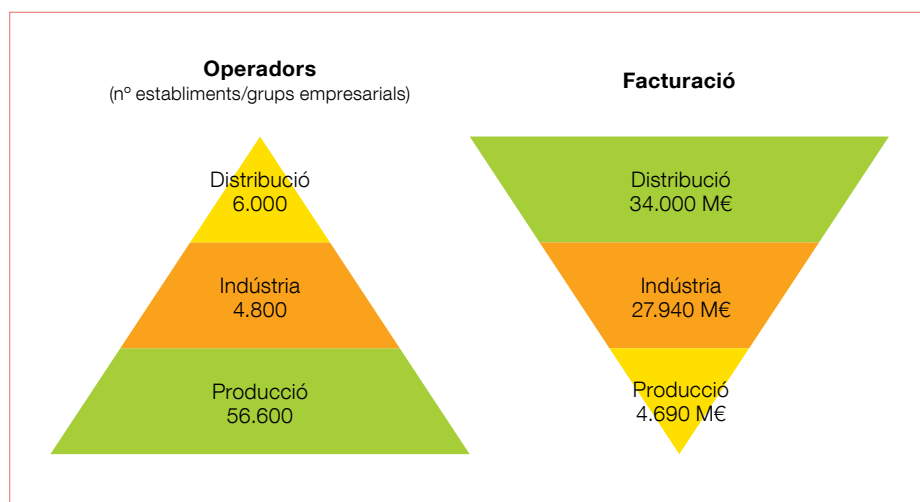 Operadors
(nº establiments/grups empresarials)
Distribució
6.000
Indústria
4.800
Producció
56.600
Facturació
Distribució
34.000 M€
Indústria
27.940 M€
Producció
4.690 M€